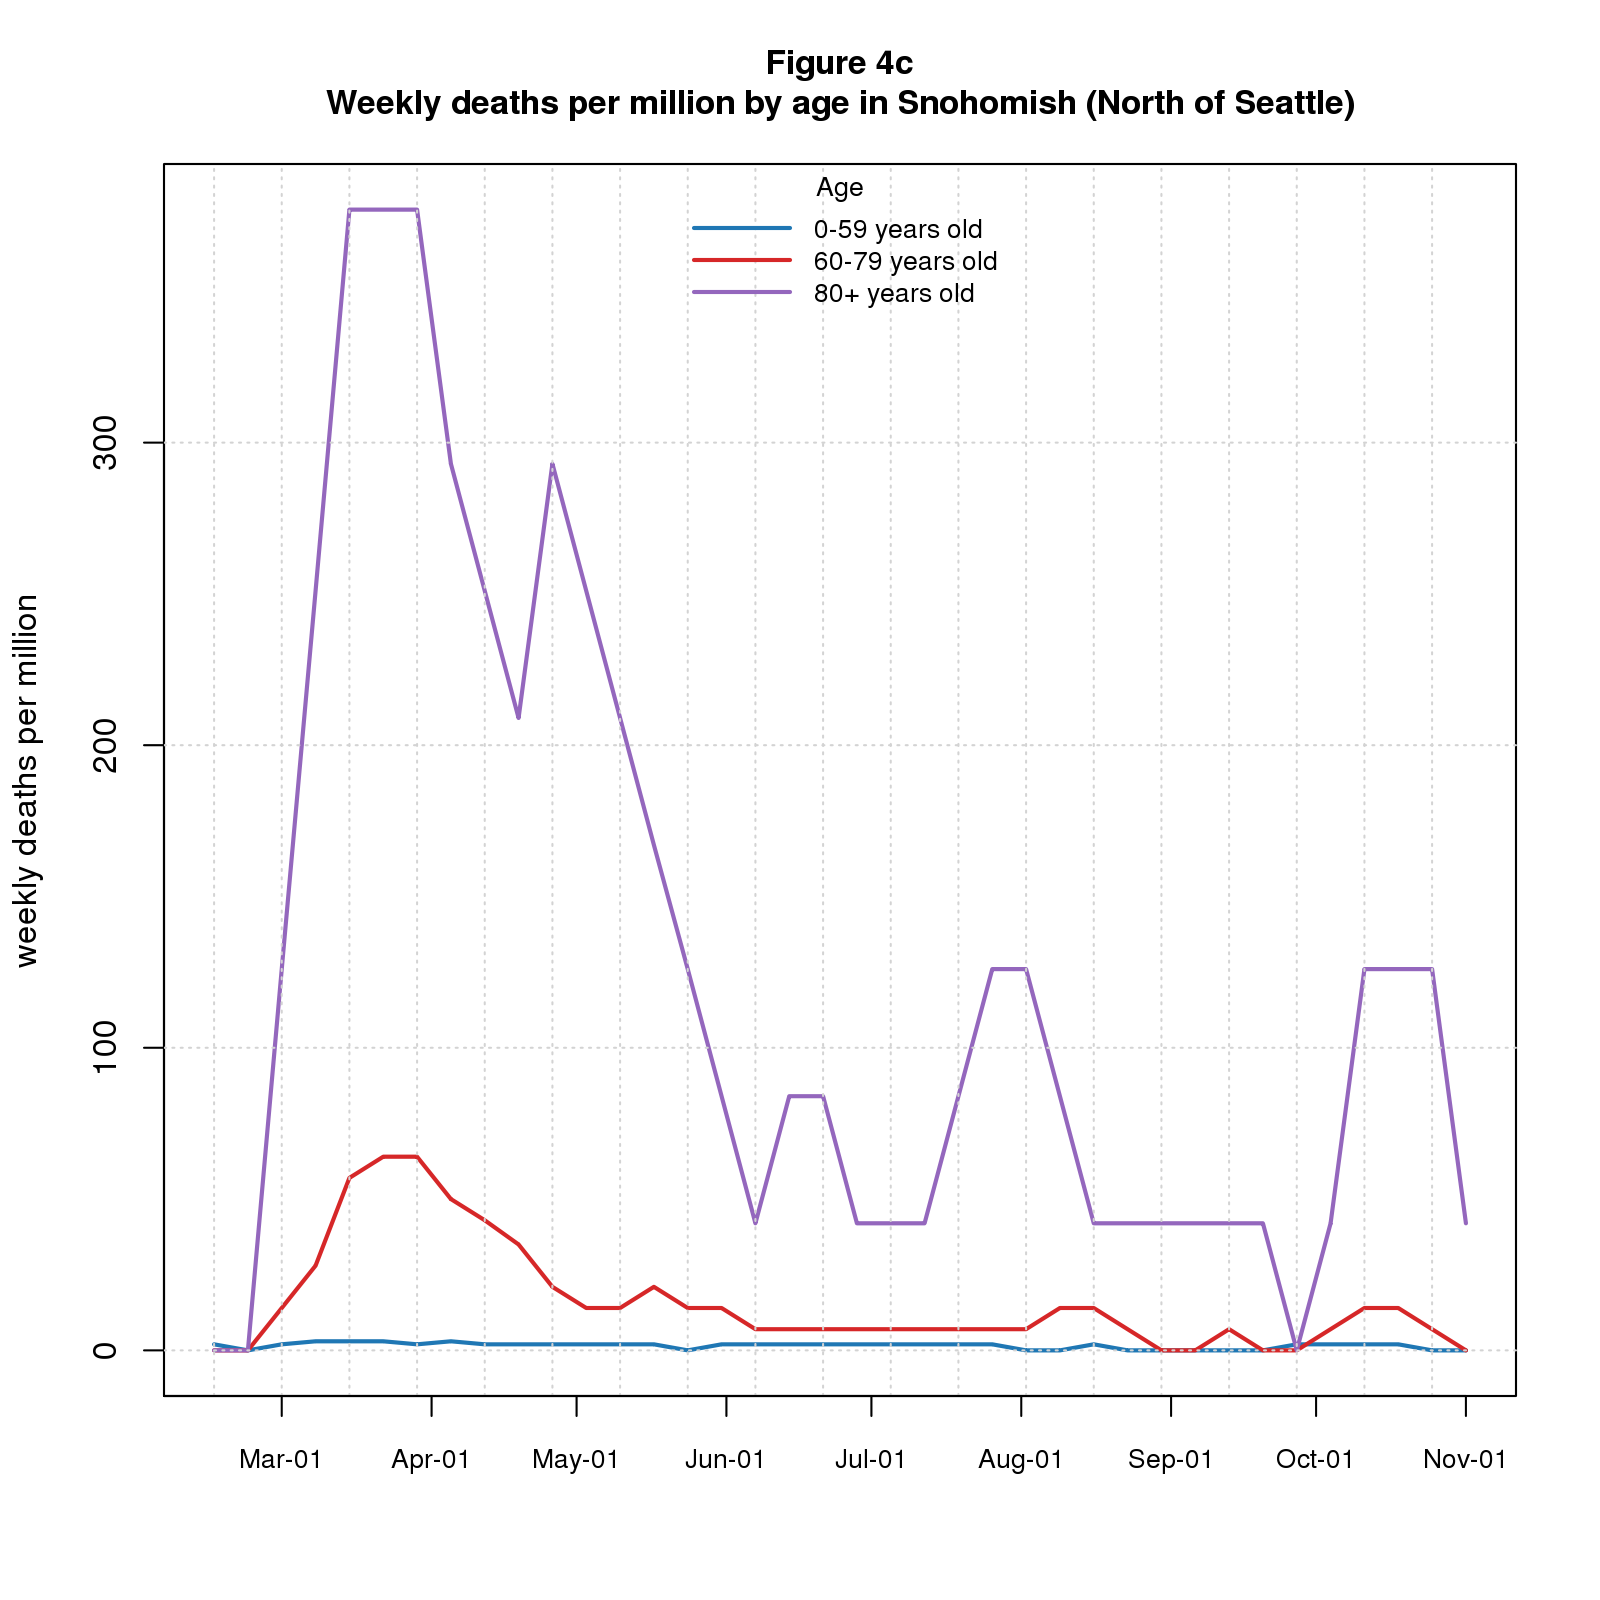 Figure 4c
Weekly deaths per million by age in Snohomish (North of Seattle)
Age
0-59 years old
60-79 years old
80+ years old
weekly deaths per million
300
200
100
0
Mar-01 Apr-01 May-01 Jun-01 Jul-01 Aug-01 Sep-01 Oct-01 Nov-01